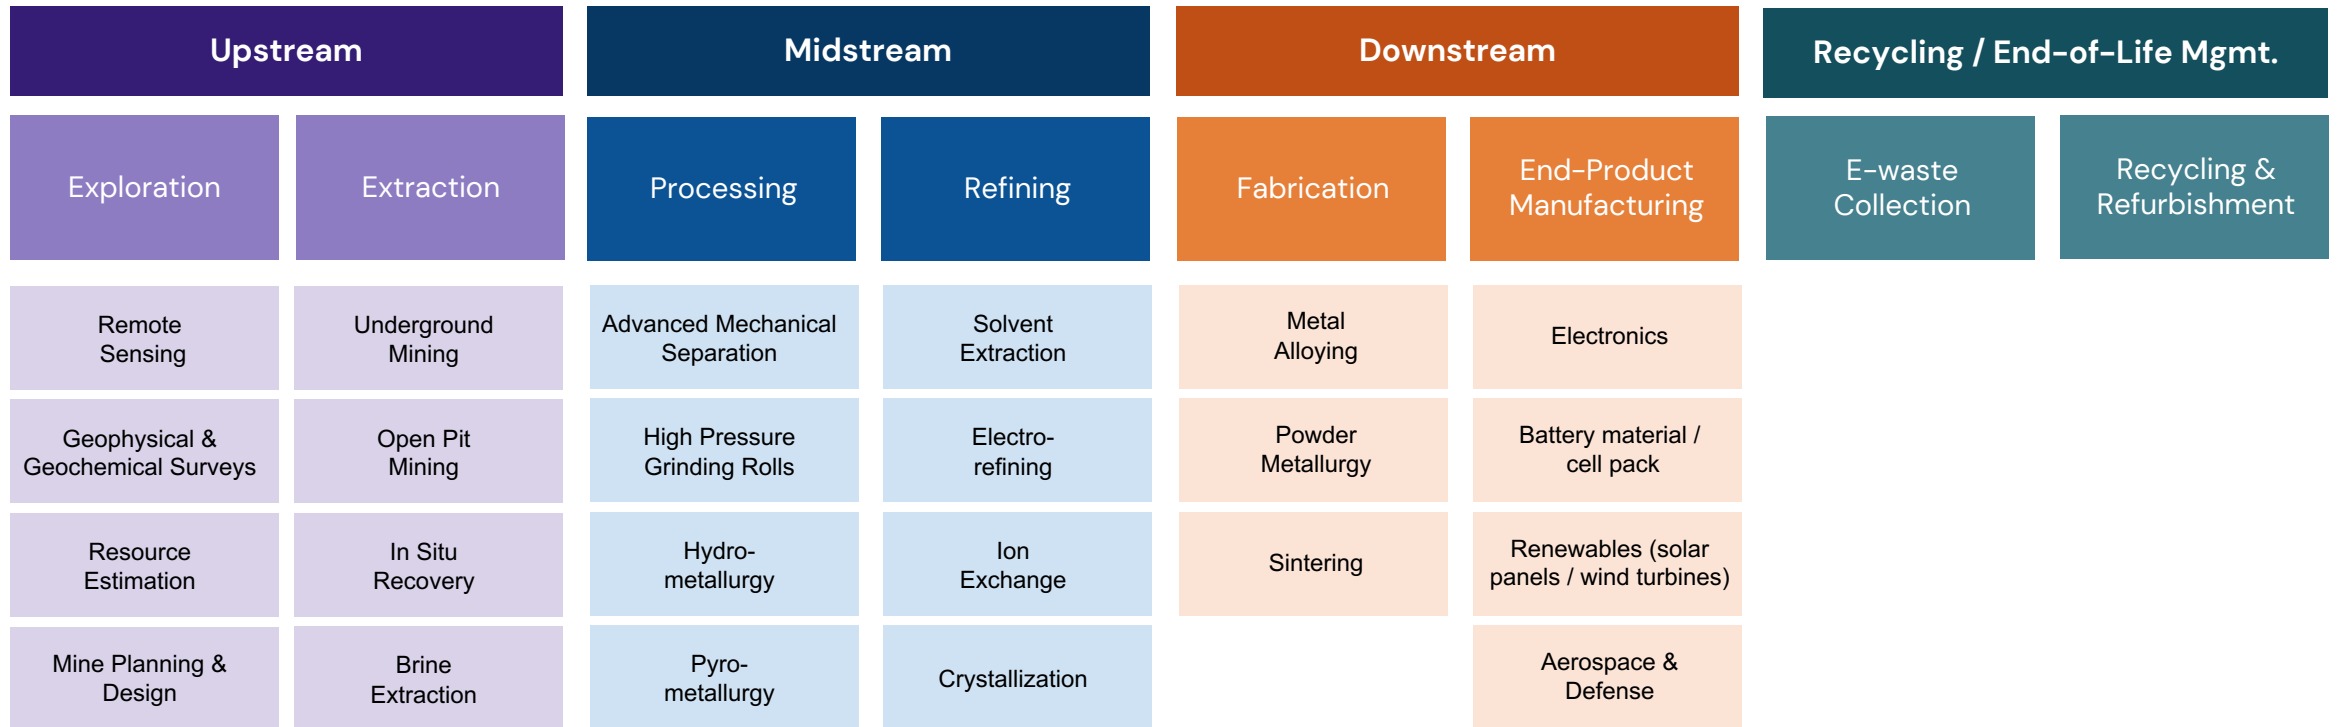 Upstream
Midstream
Downstream
Recycling / End-of-Life Mgmt.
Exploration
Extraction
Processing
Refining
Fabrication
End-Product
Manufacturing
E-waste
Collection
Recycling &
Refurbishment
Remote
Sensing
Underground
Mining
Advanced Mechanical
Separation
Solvent
Extraction
Metal
Alloying
Electronics
Geophysical &
Geochemical Surveys
Open Pit
Mining
High Pressure
Grinding Rolls
Electro-
refining
Powder
Metallurgy
Battery material /
cell pack
Resource
Estimation
In Situ
Recovery
Hydro-
metallurgy
Ion
Exchange
Sintering
Renewables (solar
panels / wind turbines)
Mine Planning &
Design
Brine
Extraction
Pyro-
metallurgy
Crystallization
Aerospace &
Defense